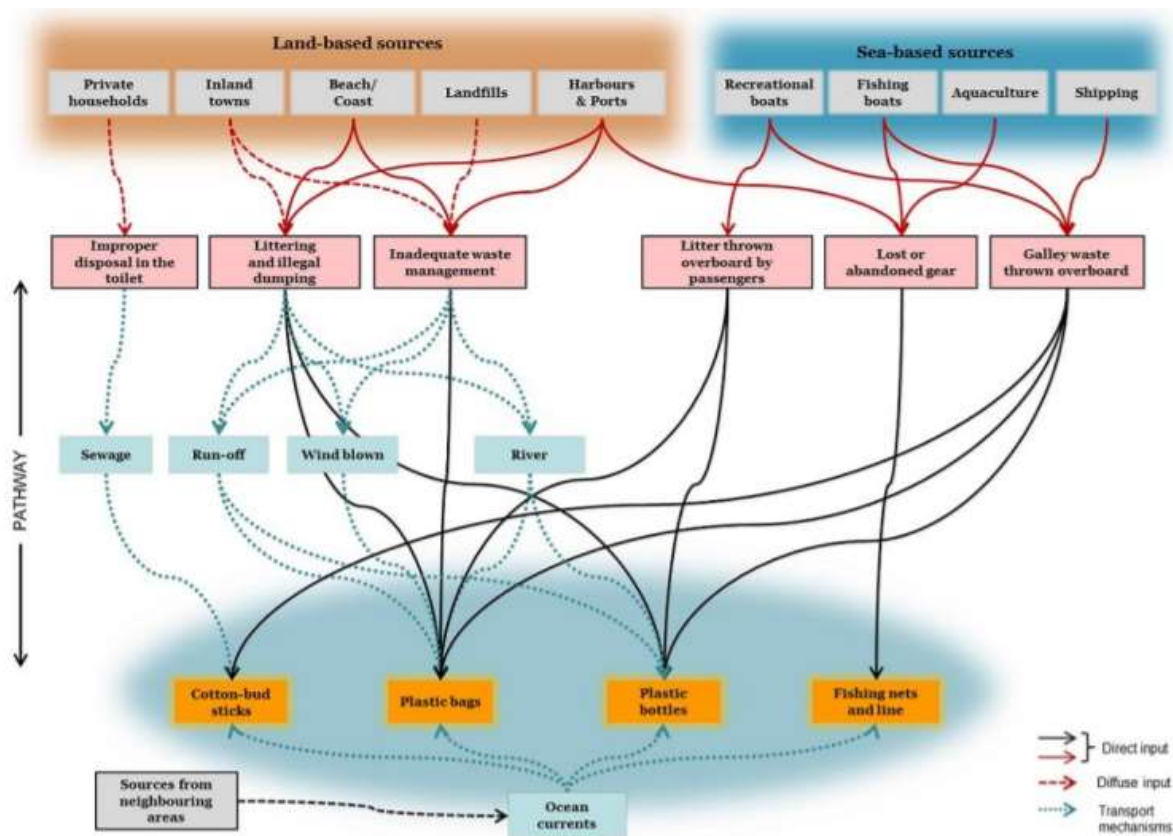 Land-based sources
Sea-based sources
Private
households
Inland
towns
Beach/
Coast
Landfills
Harbours
& Ports
Recreational
boats
Fishing
boats
Aquaculture
Shipping
Improper
disposal in the
toilet
Littering
and illegal
dumping
Inadequate waste
management
Litter thrown
overboard by
passengers
Lost or
abandoned gear
Galley waste
thrown overboard
PATHWAY
Sewage
Run-off
Wind blown
River
Cotton-bud
sticks
Plastic bags
Plastic
bottles
Fishing nets
and line
Sources from
neighbouring
areas
Ocean
currents
Direct input
Diffuse input
Transport
mechanisms